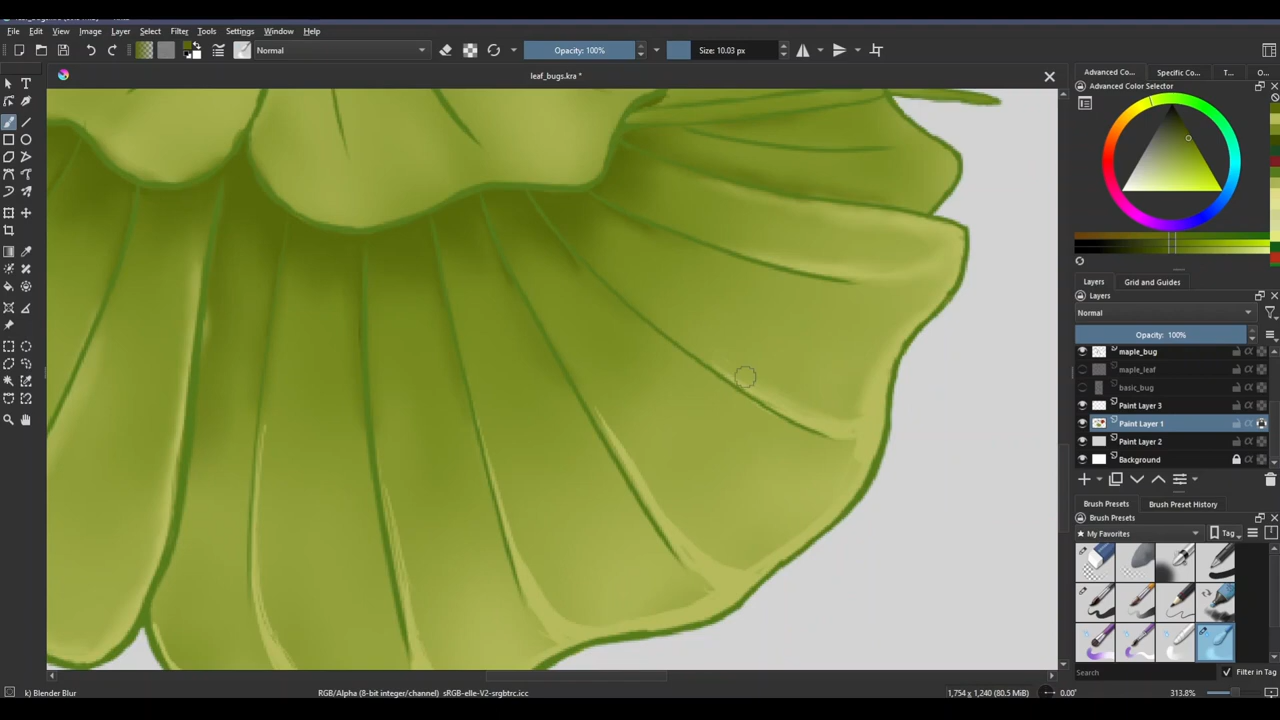 File Edit View Image Layer Select Filter Tools Settings Window Help
Normal Opacity: 100% Size: 10.03 px
leaf_bugs.kra *
Advanced Co... Specific Co... T... O...
Advanced Color Selector
Layers Grid and Guides
Layers
Normal
Opacity: 100%
maple_bug
maple_leaf
basic_bug
Paint Layer 3
Paint Layer 1
Paint Layer 2
Background
Brush Presets Brush Preset History
Brush Presets
My Favorites Tag
Search Filter in Tag
k) Blender Blur RGB/Alpha (8-bit integer/channel) sRGB-elle-V2-srgbtrc.icc 1,754 x 1,240 (80.5 MiB) 0.00° 313.8%